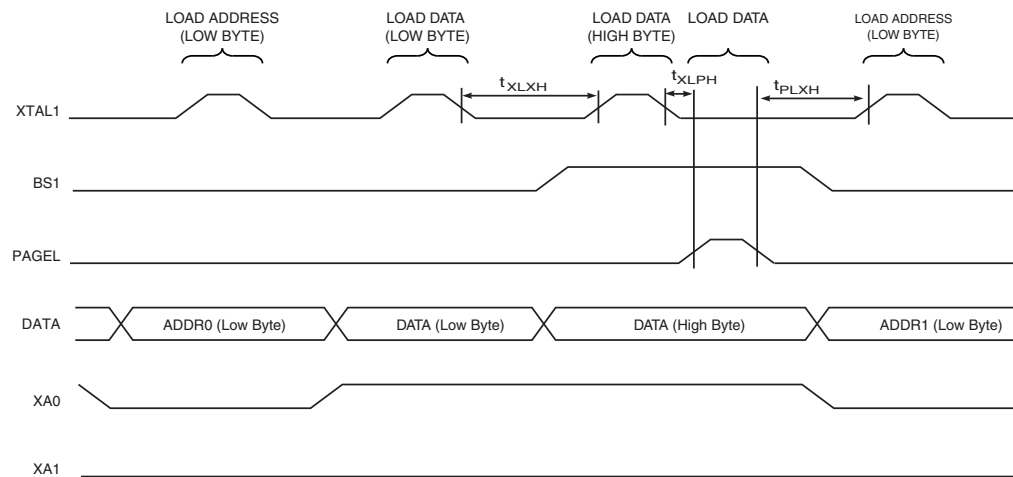 LOAD ADDRESS
(LOW BYTE)
LOAD DATA
(LOW BYTE)
LOAD DATA
(HIGH BYTE)
LOAD DATA
LOAD ADDRESS
(LOW BYTE)
tXLXH
tXLPH
tPLXH
XTAL1
BS1
PAGEL
DATA
ADDR0 (Low Byte)
DATA (Low Byte)
DATA (High Byte)
ADDR1 (Low Byte)
XA0
XA1